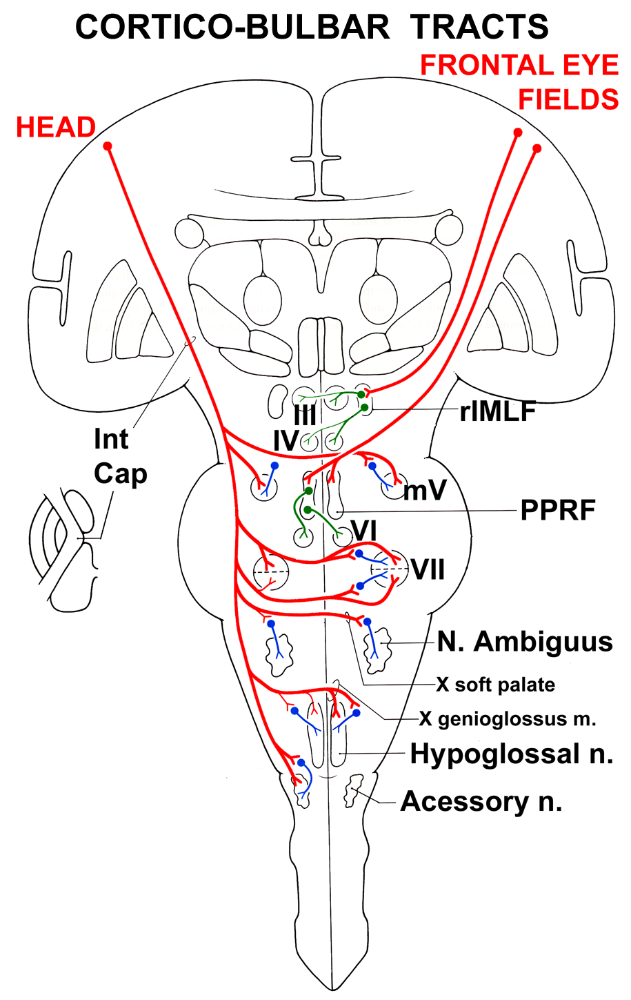 CORTICO-BULBAR TRACTS
FRONTAL EYE
FIELDS
HEAD
III
rIMLF
IV
Int
Cap
mV
PPRF
VI
VII
N. Ambiguus
X soft palate
X genioglossus m.
Hypoglossal n.
Acessory n.